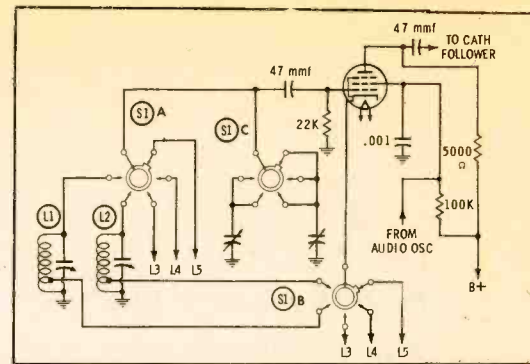 47 mmf
TO CATH
FOLLOWER
47 mmf
S1 A
S1 C
22K
.001
5000
Ω
100K
FROM
AUDIO OSC
B+
L1
L2
L3 L4 L5
S1 B
L3 L4 L5